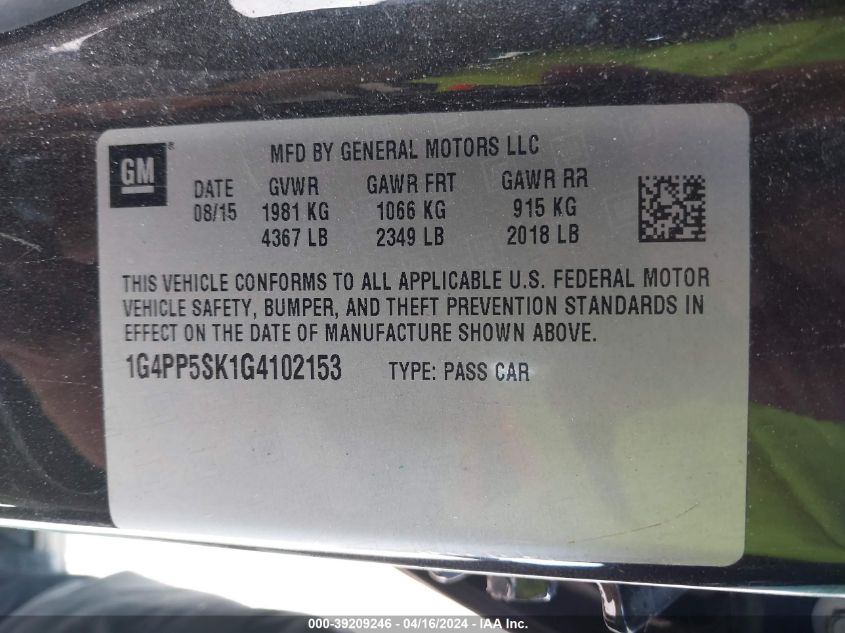 GM ®
MFD BY GENERAL MOTORS LLC
DATE GVWR GAWR FRT GAWR RR
08/15 1981 KG 1066 KG 915 KG
4367 LB 2349 LB 2018 LB
THIS VEHICLE CONFORMS TO ALL APPLICABLE U.S. FEDERAL MOTOR
VEHICLE SAFETY, BUMPER, AND THEFT PREVENTION STANDARDS IN
EFFECT ON THE DATE OF MANUFACTURE SHOWN ABOVE.
1G4PP5SK1G4102153 TYPE: PASS CAR
000-39209246 - 04/16/2024 - IAA Inc.